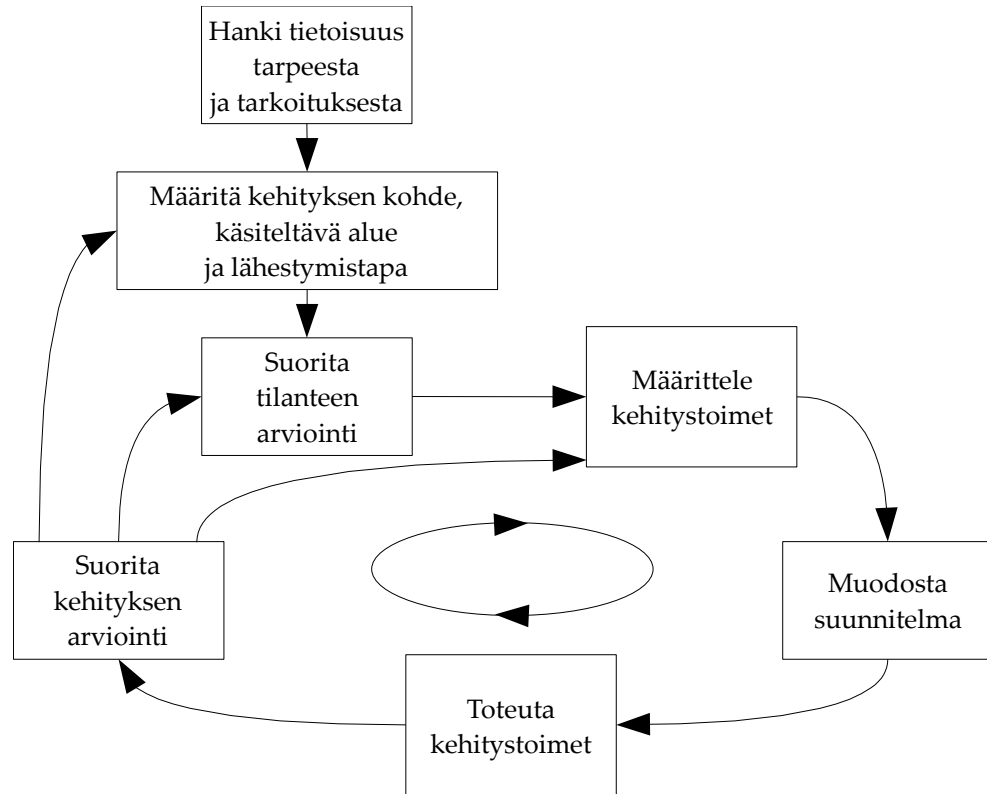 Hanki tietoisuus
tarpeesta
ja tarkoituksesta
Määritä kehityksen kohde,
käsiteltävä alue
ja lähestymistapa
Suorita
tilanteen
arviointi
Määrittele
kehitystoimet
Suorita
kehityksen
arviointi
Muodosta
suunnitelma
Toteuta
kehitystoimet